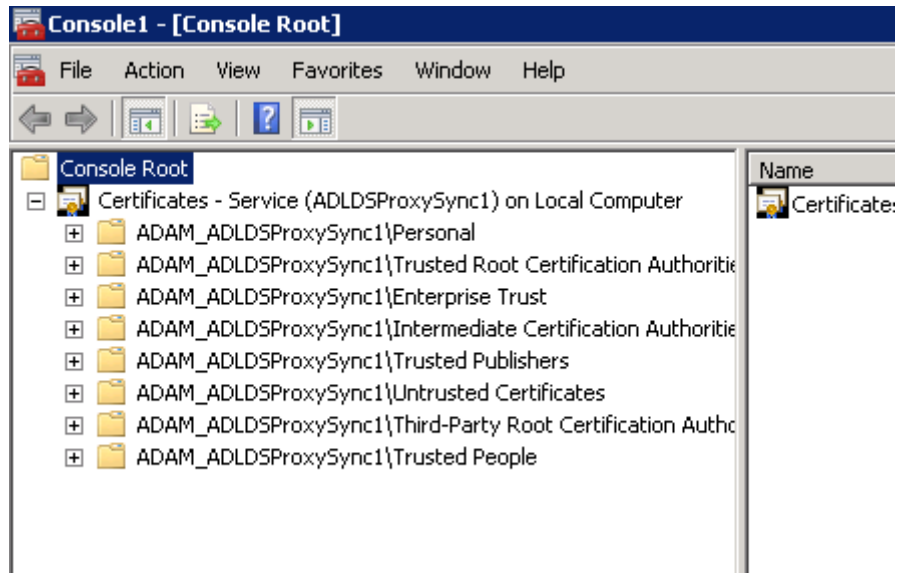 Console1 - [Console Root]
File Action View Favorites Window Help
Console Root
Name
Certificates - Service (ADLDSProxySync1) on Local Computer
Certificates
ADAM_ADLDSProxySync1\Personal
ADAM_ADLDSProxySync1\Trusted Root Certification Authoritie
ADAM_ADLDSProxySync1\Enterprise Trust
ADAM_ADLDSProxySync1\Intermediate Certification Authoritie
ADAM_ADLDSProxySync1\Trusted Publishers
ADAM_ADLDSProxySync1\Untrusted Certificates
ADAM_ADLDSProxySync1\Third-Party Root Certification Autho
ADAM_ADLDSProxySync1\Trusted People